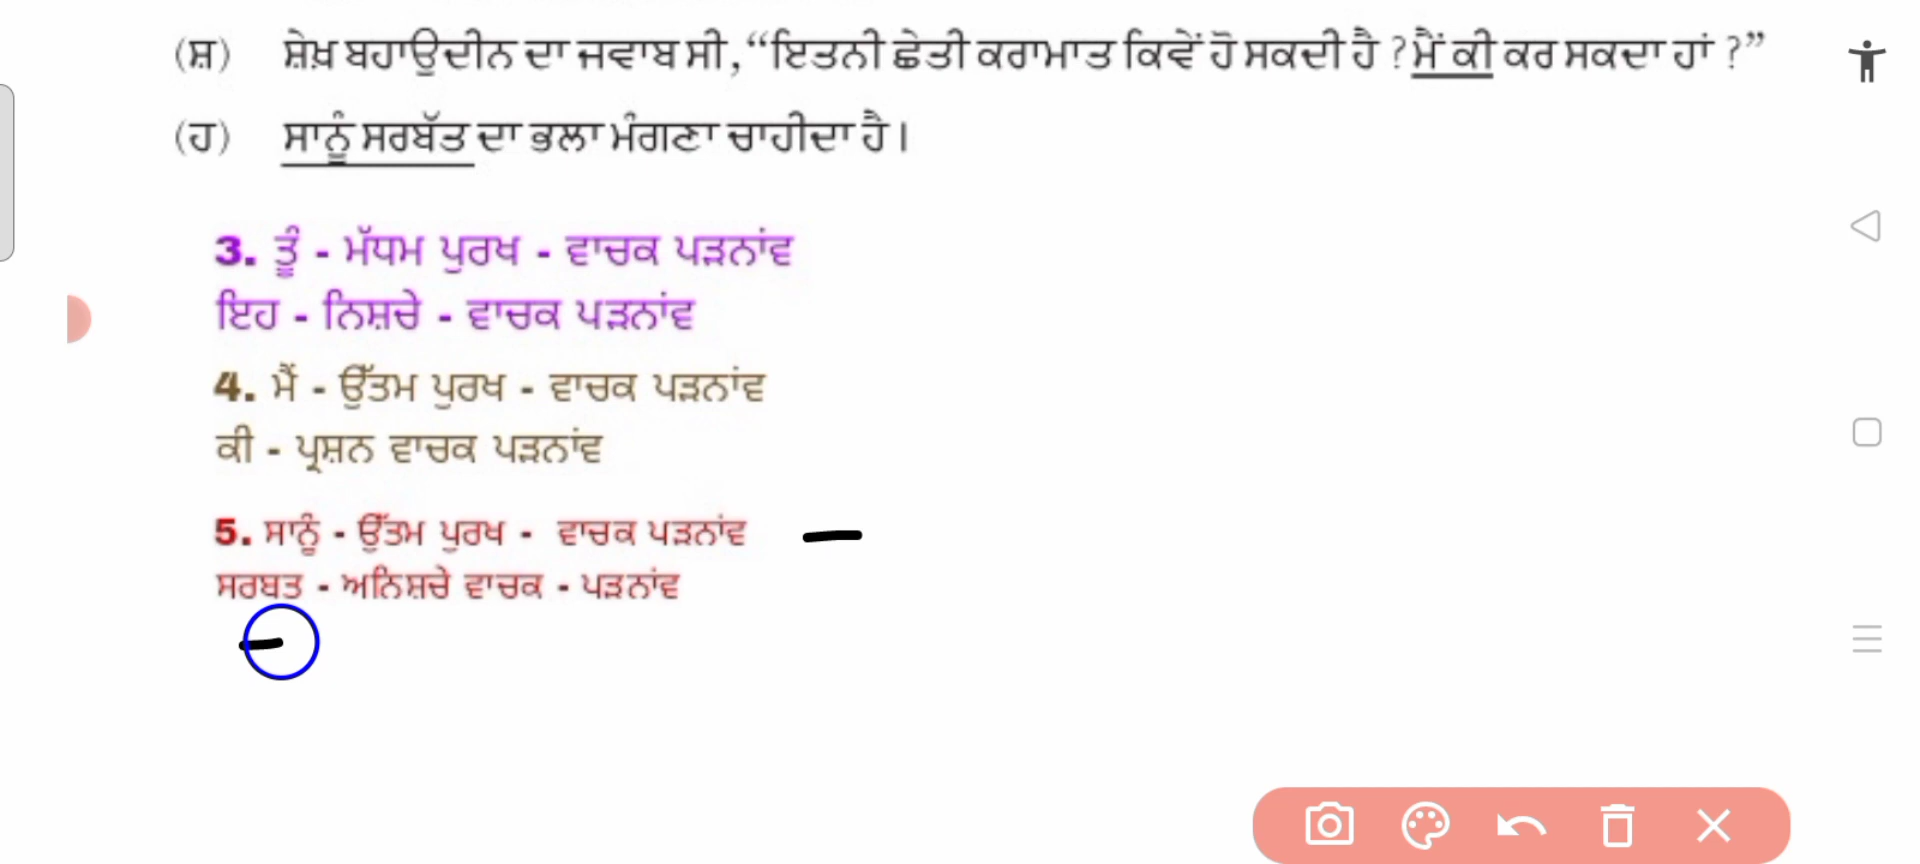 (ਸ਼) ਸ਼ੇਖ਼ ਬਹਾਉਦੀਨ ਦਾ ਜਵਾਬ ਸੀ, “ਇਤਨੀ ਛੇਤੀ ਕਰਾਮਾਤ ਕਿਵੇਂ ਹੋ ਸਕਦੀ ਹੈ ? ਮੈਂ ਕੀ ਕਰ ਸਕਦਾ ਹਾਂ ?”
(ਹ) ਸਾਨੂੰ ਸਰਬੱਤ ਦਾ ਭਲਾ ਮੰਗਣਾ ਚਾਹੀਦਾ ਹੈ।
3. ਤੂੰ - ਮੱਧਮ ਪੁਰਖ - ਵਾਚਕ ਪੜਨਾਂਵ
ਇਹ - ਨਿਸ਼ਚੇ - ਵਾਚਕ ਪੜਨਾਂਵ
4. ਮੈਂ - ਉੱਤਮ ਪੁਰਖ - ਵਾਚਕ ਪੜਨਾਂਵ
ਕੀ - ਪ੍ਰਸ਼ਨ ਵਾਚਕ ਪੜਨਾਂਵ
5. ਸਾਨੂੰ - ਉੱਤਮ ਪੁਰਖ - ਵਾਚਕ ਪੜਨਾਂਵ
ਸਰਬਤ - ਅਨਿਸ਼ਚੇ ਵਾਚਕ - ਪੜਨਾਂਵ